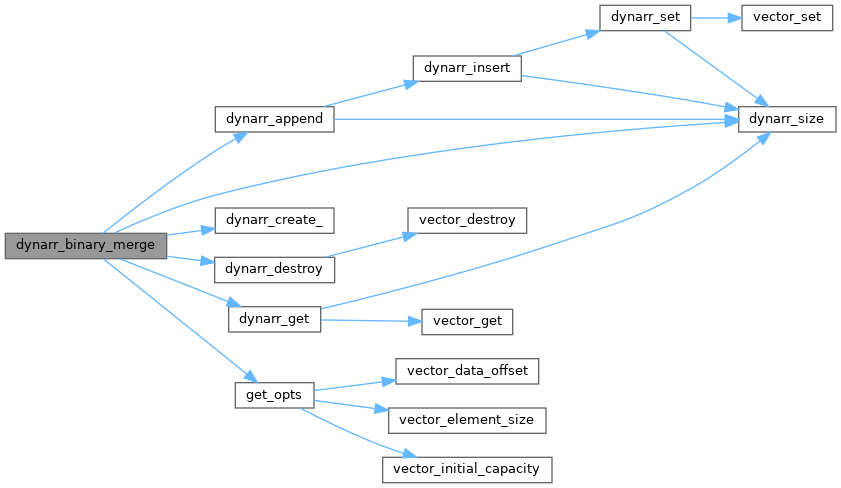 dynarr_binary_merge
dynarr_append
dynarr_insert
dynarr_set
vector_set
dynarr_size
dynarr_create_
dynarr_destroy
vector_destroy
dynarr_get
vector_get
get_opts
vector_data_offset
vector_element_size
vector_initial_capacity